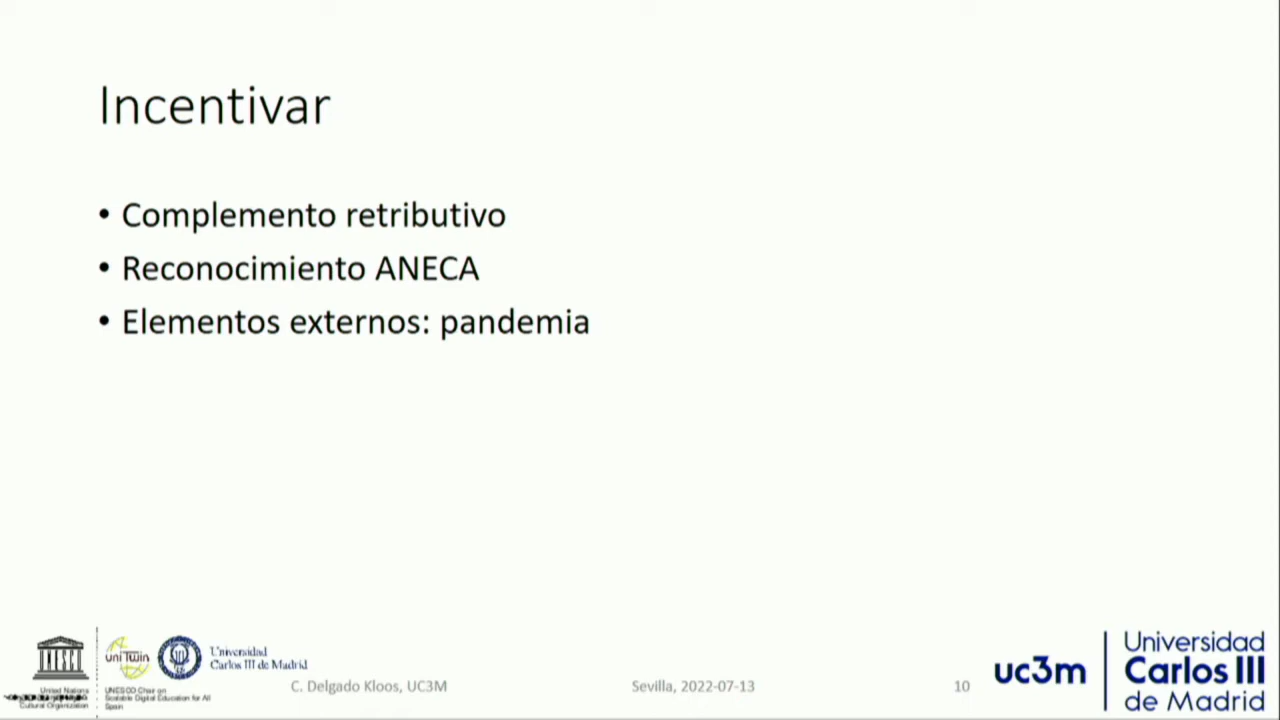 Incentivar
• Complemento retributivo
• Reconocimiento ANECA
• Elementos externos: pandemia
United Nations
Cultural Organization
uniTwin
UNESCO Chair on
Scalable Digital Education for All
Spain
Universidad
Carlos III de Madrid
C. Delgado Kloos, UC3M
Sevilla, 2022-07-13
10
uc3m
Universidad
Carlos III
de Madrid